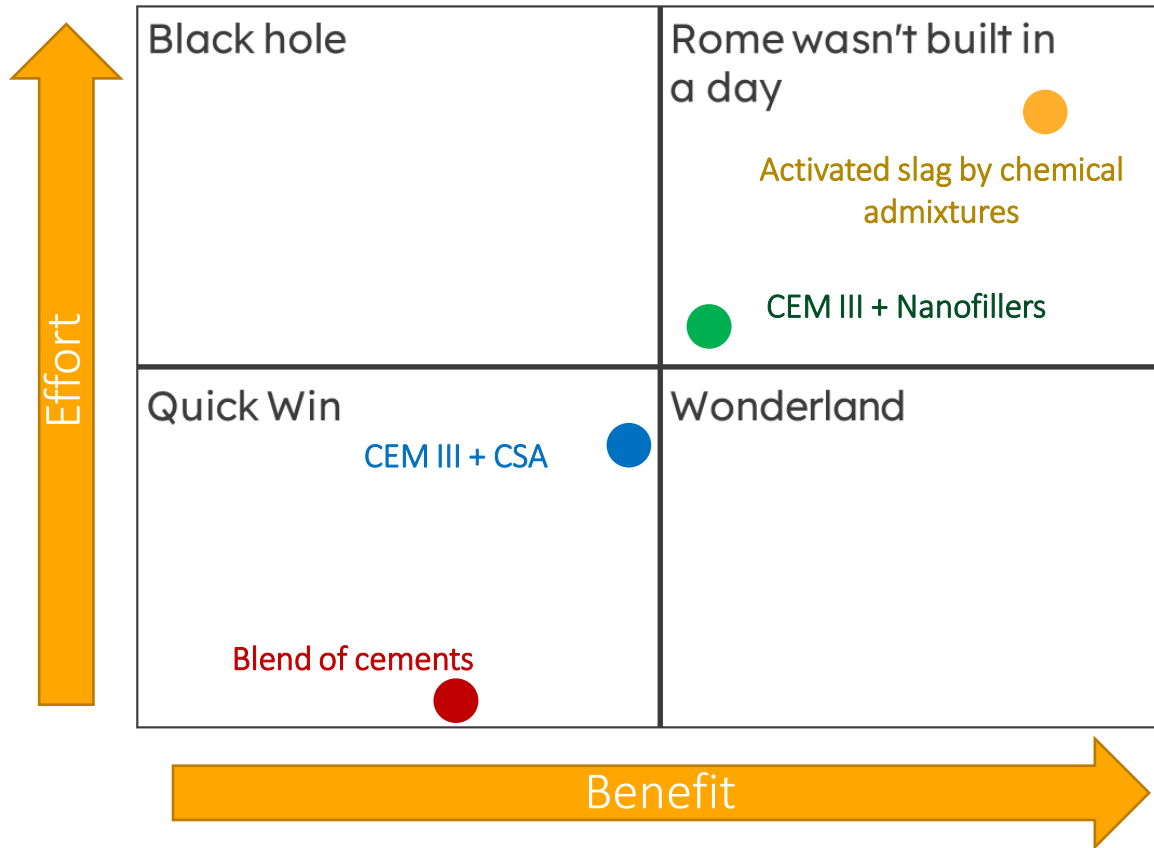 Black hole
Rome wasn't built in
a day
Activated slag by chemical
admixtures
CEM III + Nanofillers
Effort
Quick Win
Wonderland
CEM III + CSA
Blend of cements
Benefit